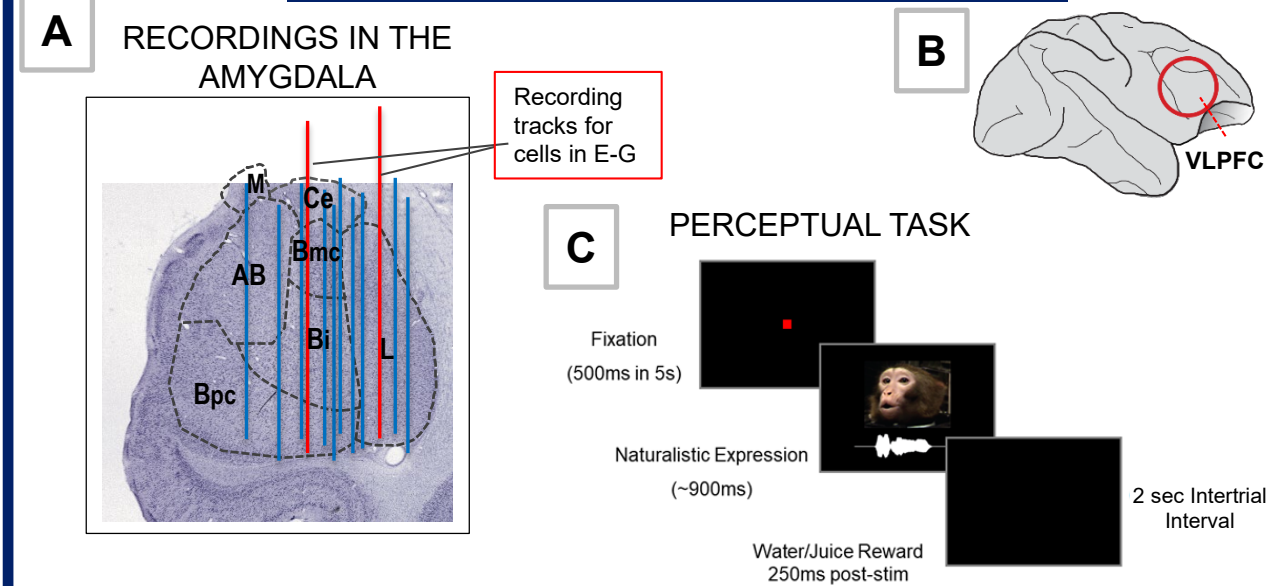 A
RECORDINGS IN THE
AMYGDALA
Recording
tracks for
cells in E-G
M
Ce
Bmc
AB
Bi
L
Bpc
B
VLPFC
C
PERCEPTUAL TASK
Fixation
(500ms in 5s)
Naturalistic Expression
(~900ms)
2 sec Intertrial
Interval
Water/Juice Reward
250ms post-stim